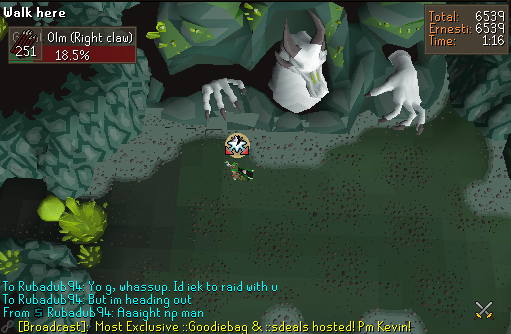 Walk here
Total: 6539
Ernesti: 6539
Time: 1:16
251
Olm (Right claw)
18.5%
To Rubadub94: Yo g, whassup. Id iek to raid with u
To Rubadub94: But im heading out
From S Rubadub94: Aaaight np man
[Broadcast]: Most Exclusive ::Goodiebag & ::sdeals hosted! Pm Kevin!